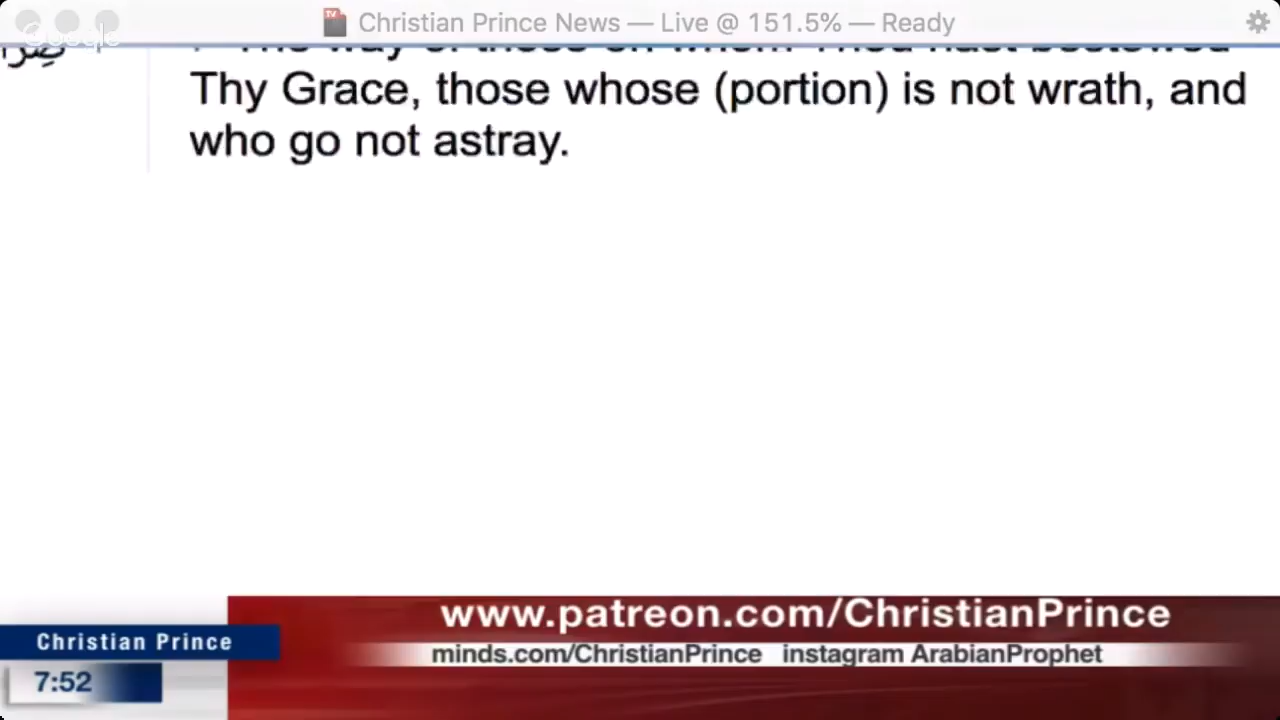 Christian Prince News — Live @ 151.5% — Ready
Google
Thy Grace, those whose (portion) is not wrath, and
who go not astray.
www.patreon.com/ChristianPrince
Christian Prince
minds.com/ChristianPrince instagram ArabianProphet
7:52